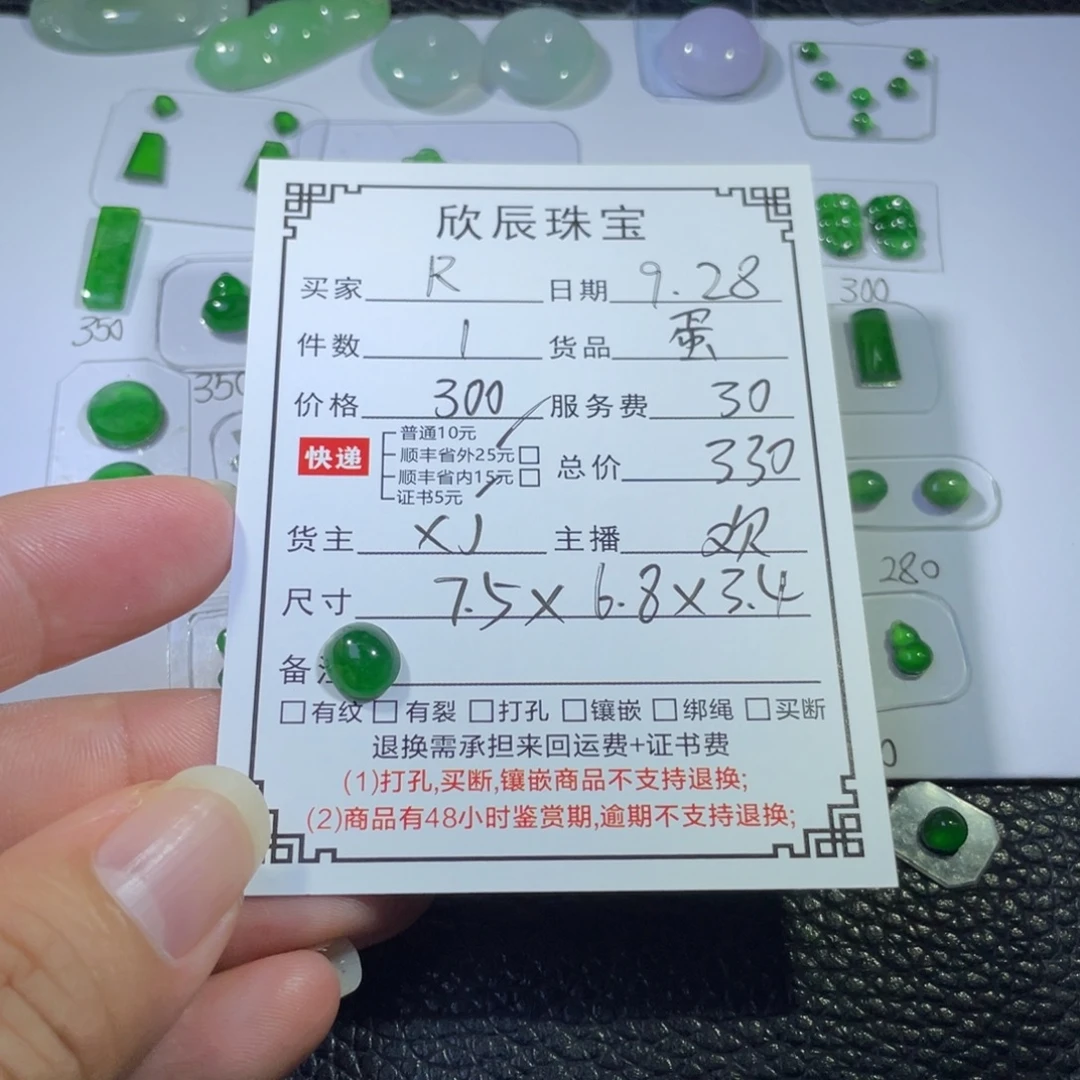 欣辰珠宝
买家 R 日期 9.28
件数 1 货品 蛋
价格 300 服务费 30
快递
普通10元
顺丰省外25元□
顺丰省内15元□
证书5元
总价 330
货主 XJ 主播 欢
尺寸 7.5×6.8×3.4
备
□有纹 □有裂 □打孔 □镶嵌 □绑绳 □买断
退换需承担来回运费+证书费
(1)打孔,买断,镶嵌商品不支持退换;
(2)商品有48小时鉴赏期,逾期不支持退换;
350
350
300
280